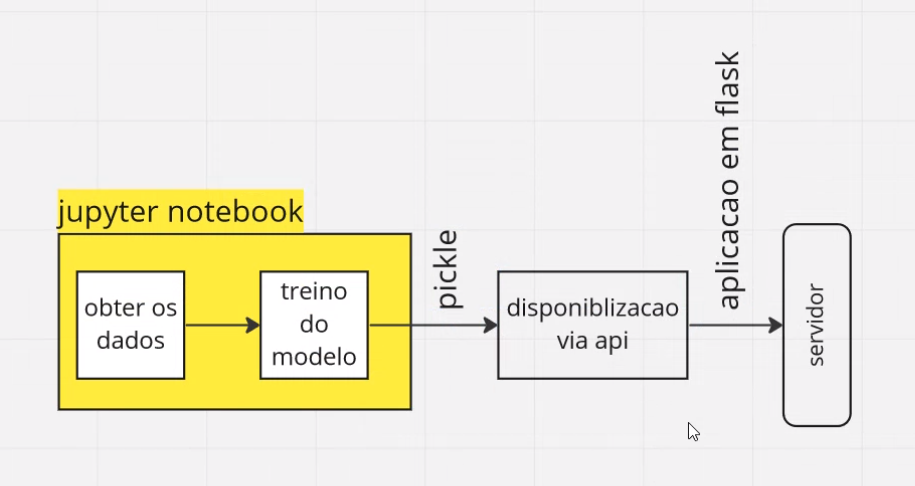 jupyter notebook
obter os
dados
treino
do
modelo
pickle
disponiblizacao
via api
aplicacao em flask
servidor